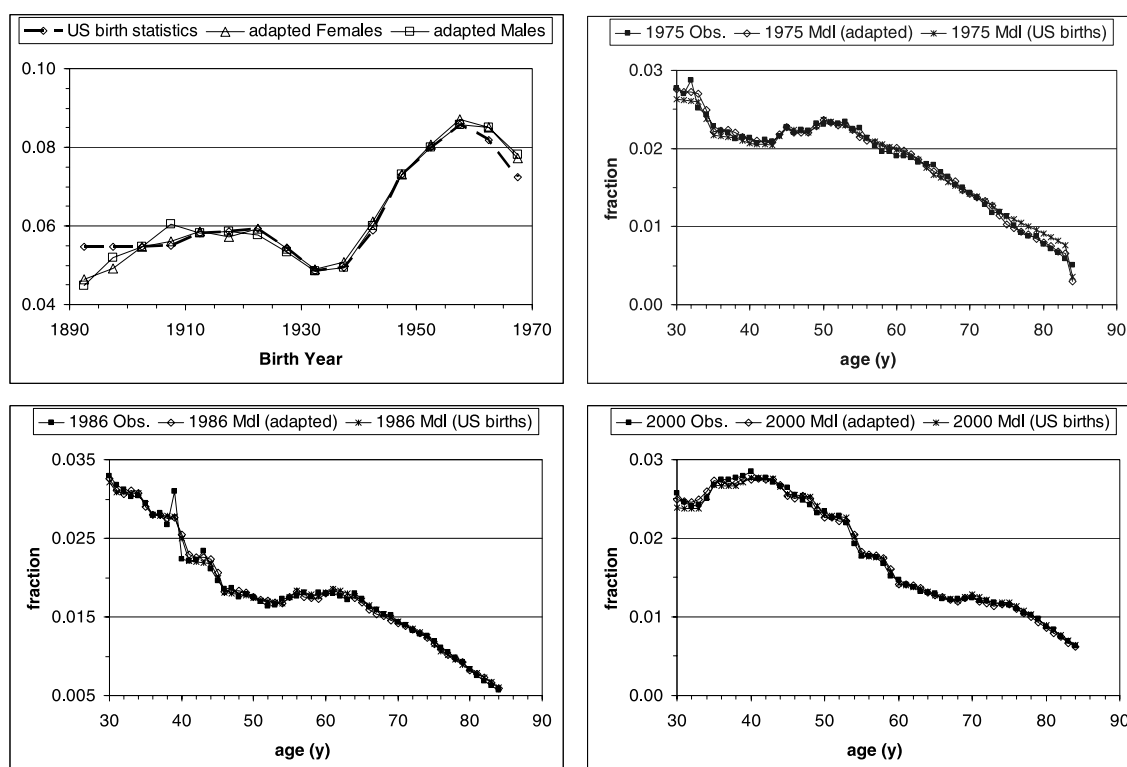 US birth statistics adapted Females adapted Males
0.10
0.08
0.06
0.04
1890 1910 1930 1950 1970
Birth Year
1975 Obs. 1975 Mdl (adapted) 1975 Mdl (US births)
fraction
0.03
0.02
0.01
0.00
30 40 50 60 70 80 90
age (y)
1986 Obs. 1986 Mdl (adapted) 1986 Mdl (US births)
fraction
0.035
0.025
0.015
0.005
30 40 50 60 70 80 90
age (y)
2000 Obs. 2000 Mdl (adapted) 2000 Mdl (US births)
fraction
0.03
0.02
0.01
0.00
30 40 50 60 70 80 90
age (y)